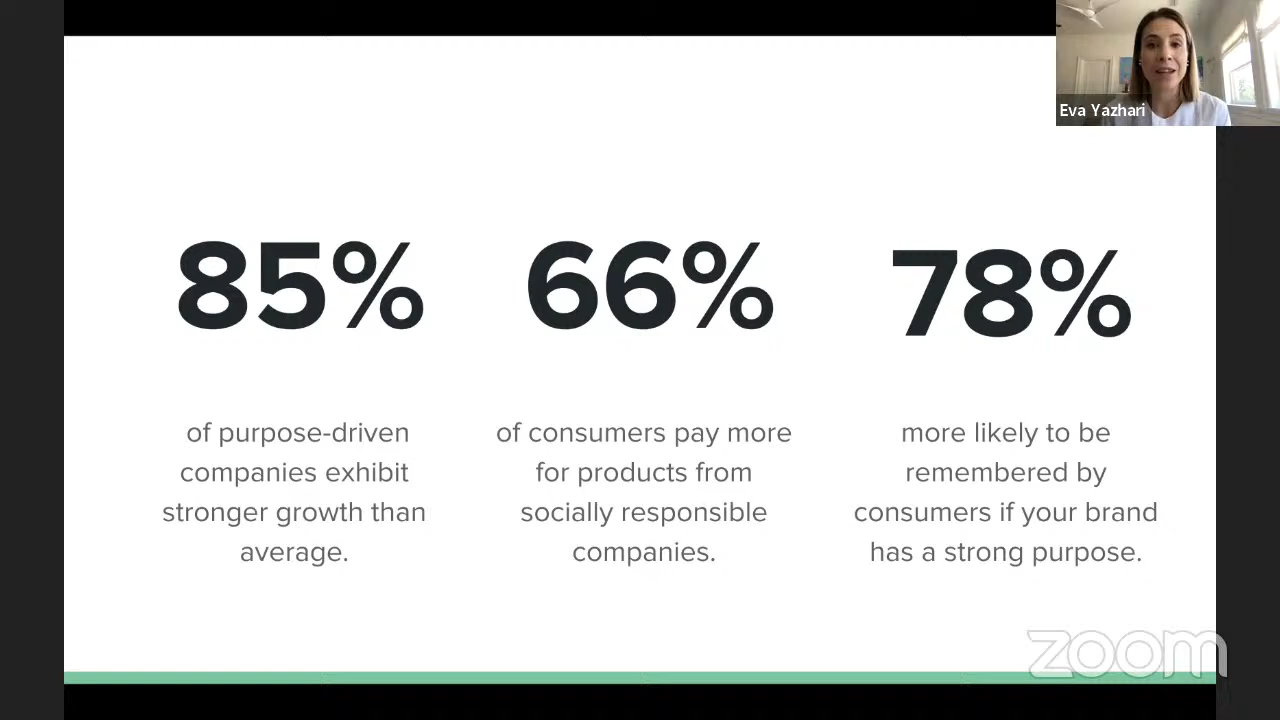 Eva Yazhari
85%
66%
78%
of purpose-driven
companies exhibit
stronger growth than
average.
of consumers pay more
for products from
socially responsible
companies.
more likely to be
remembered by
consumers if your brand
has a strong purpose.
zoom